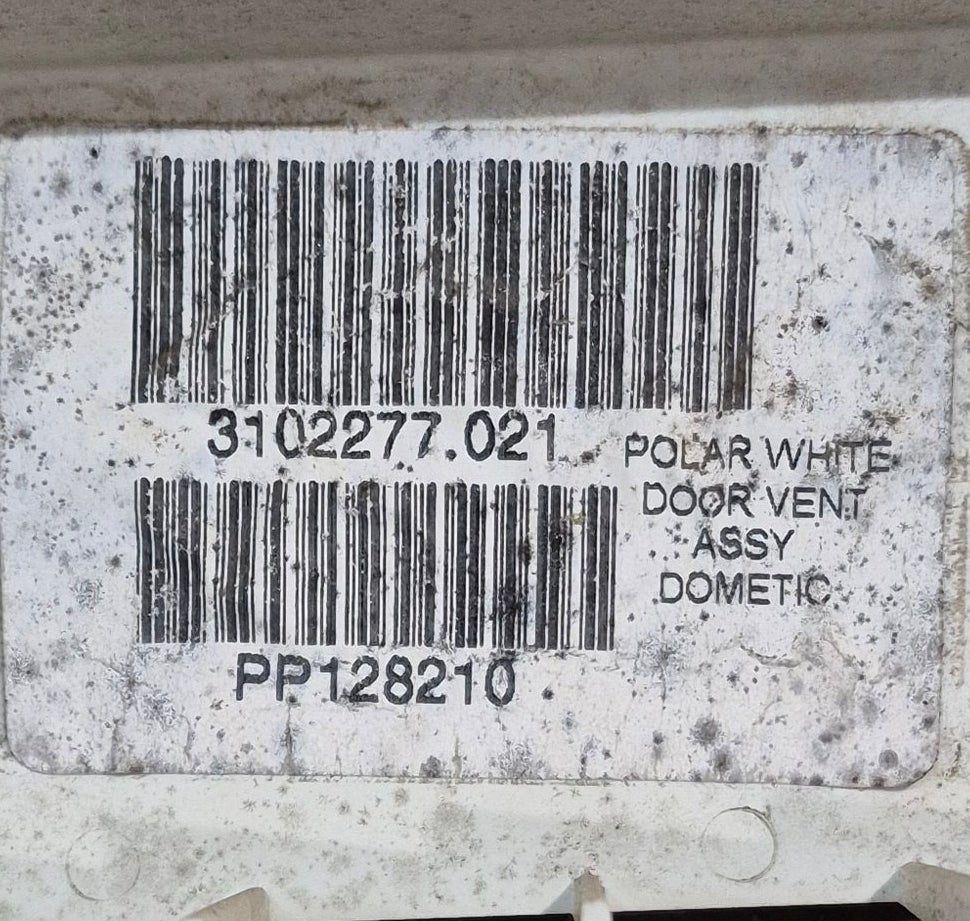 3102277.021
POLAR WHITE
DOOR VENT
ASSY
DOMETIC
PP128210